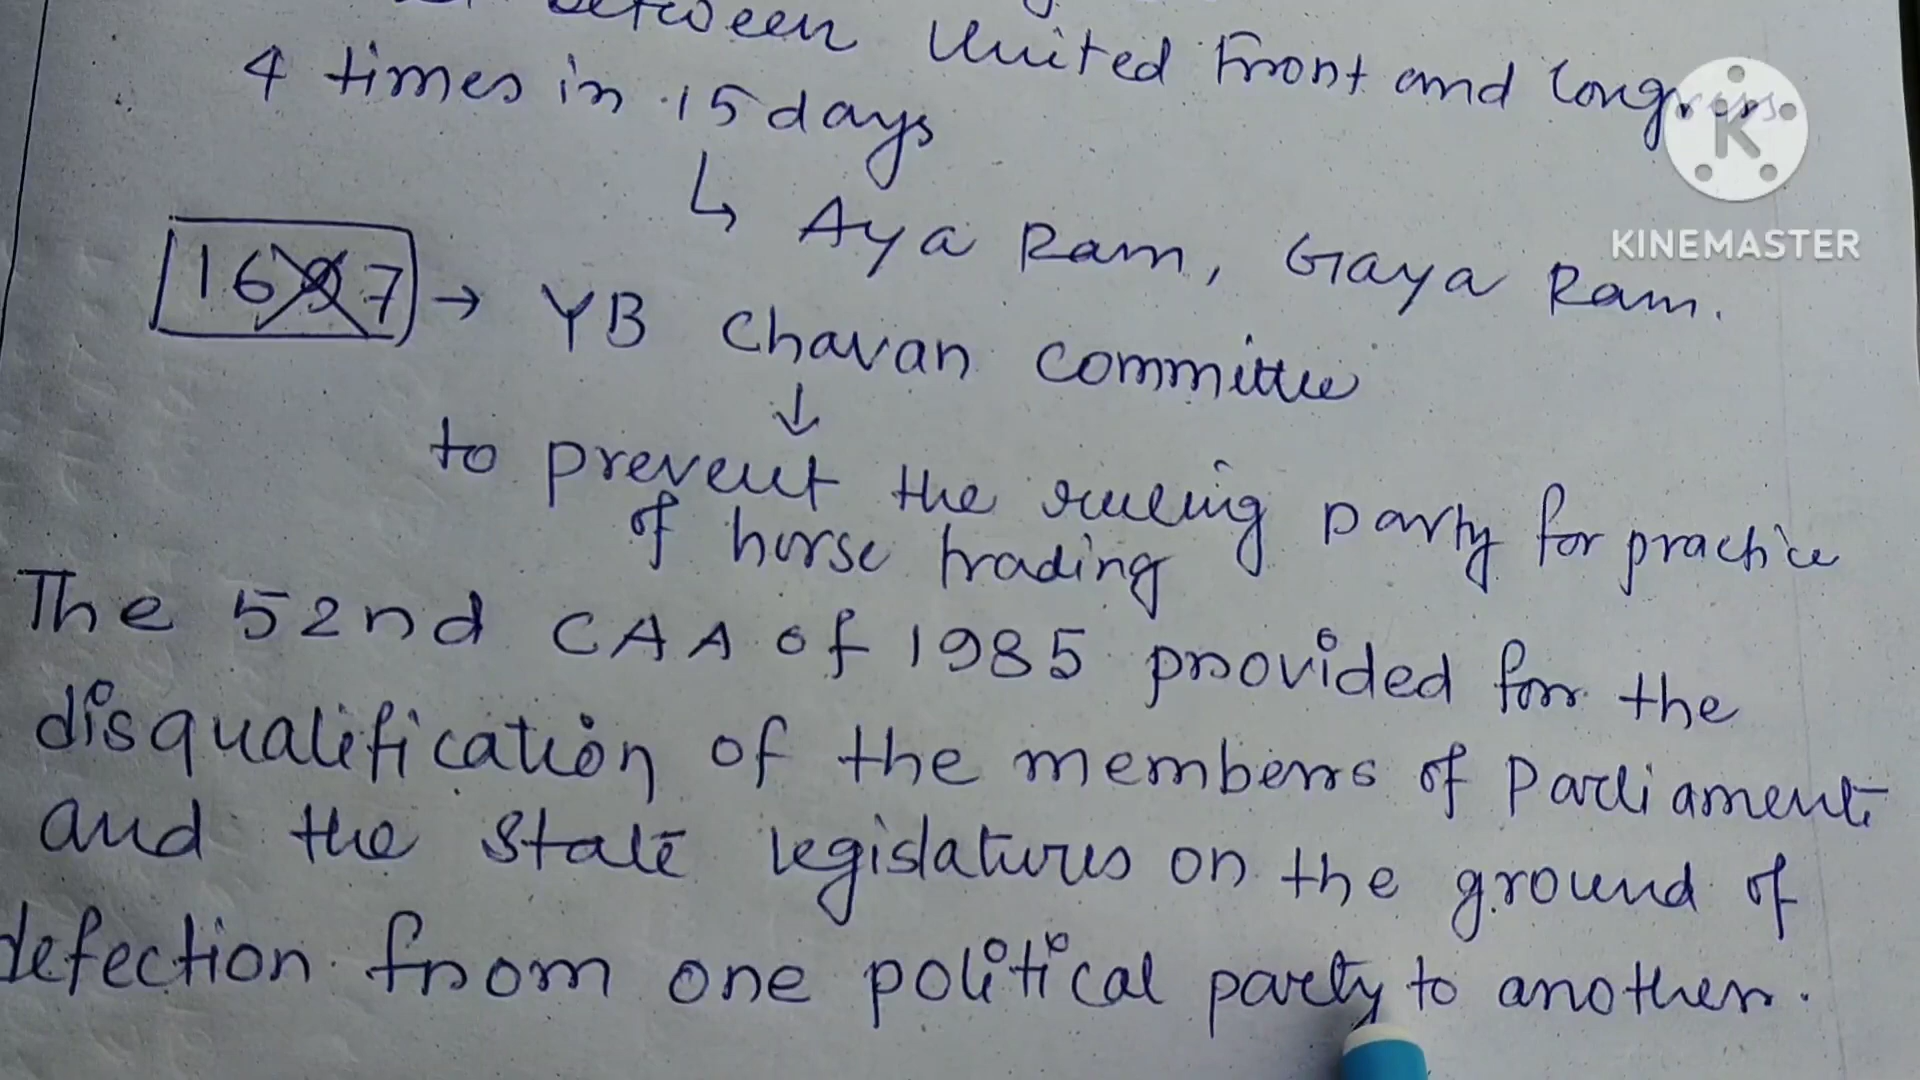 between United Front and Congress
4 times in 15 days
↳ Aya Ram, Gaya Ram.
1697 → YB Chavan committee
↓
to prevent the ruling party for practice
of horse trading
The 52nd CAA of 1985 provided for the
disqualification of the members of Parliament
and the state legislatures on the ground of
defection from one political party to another.
K
KINEMASTER